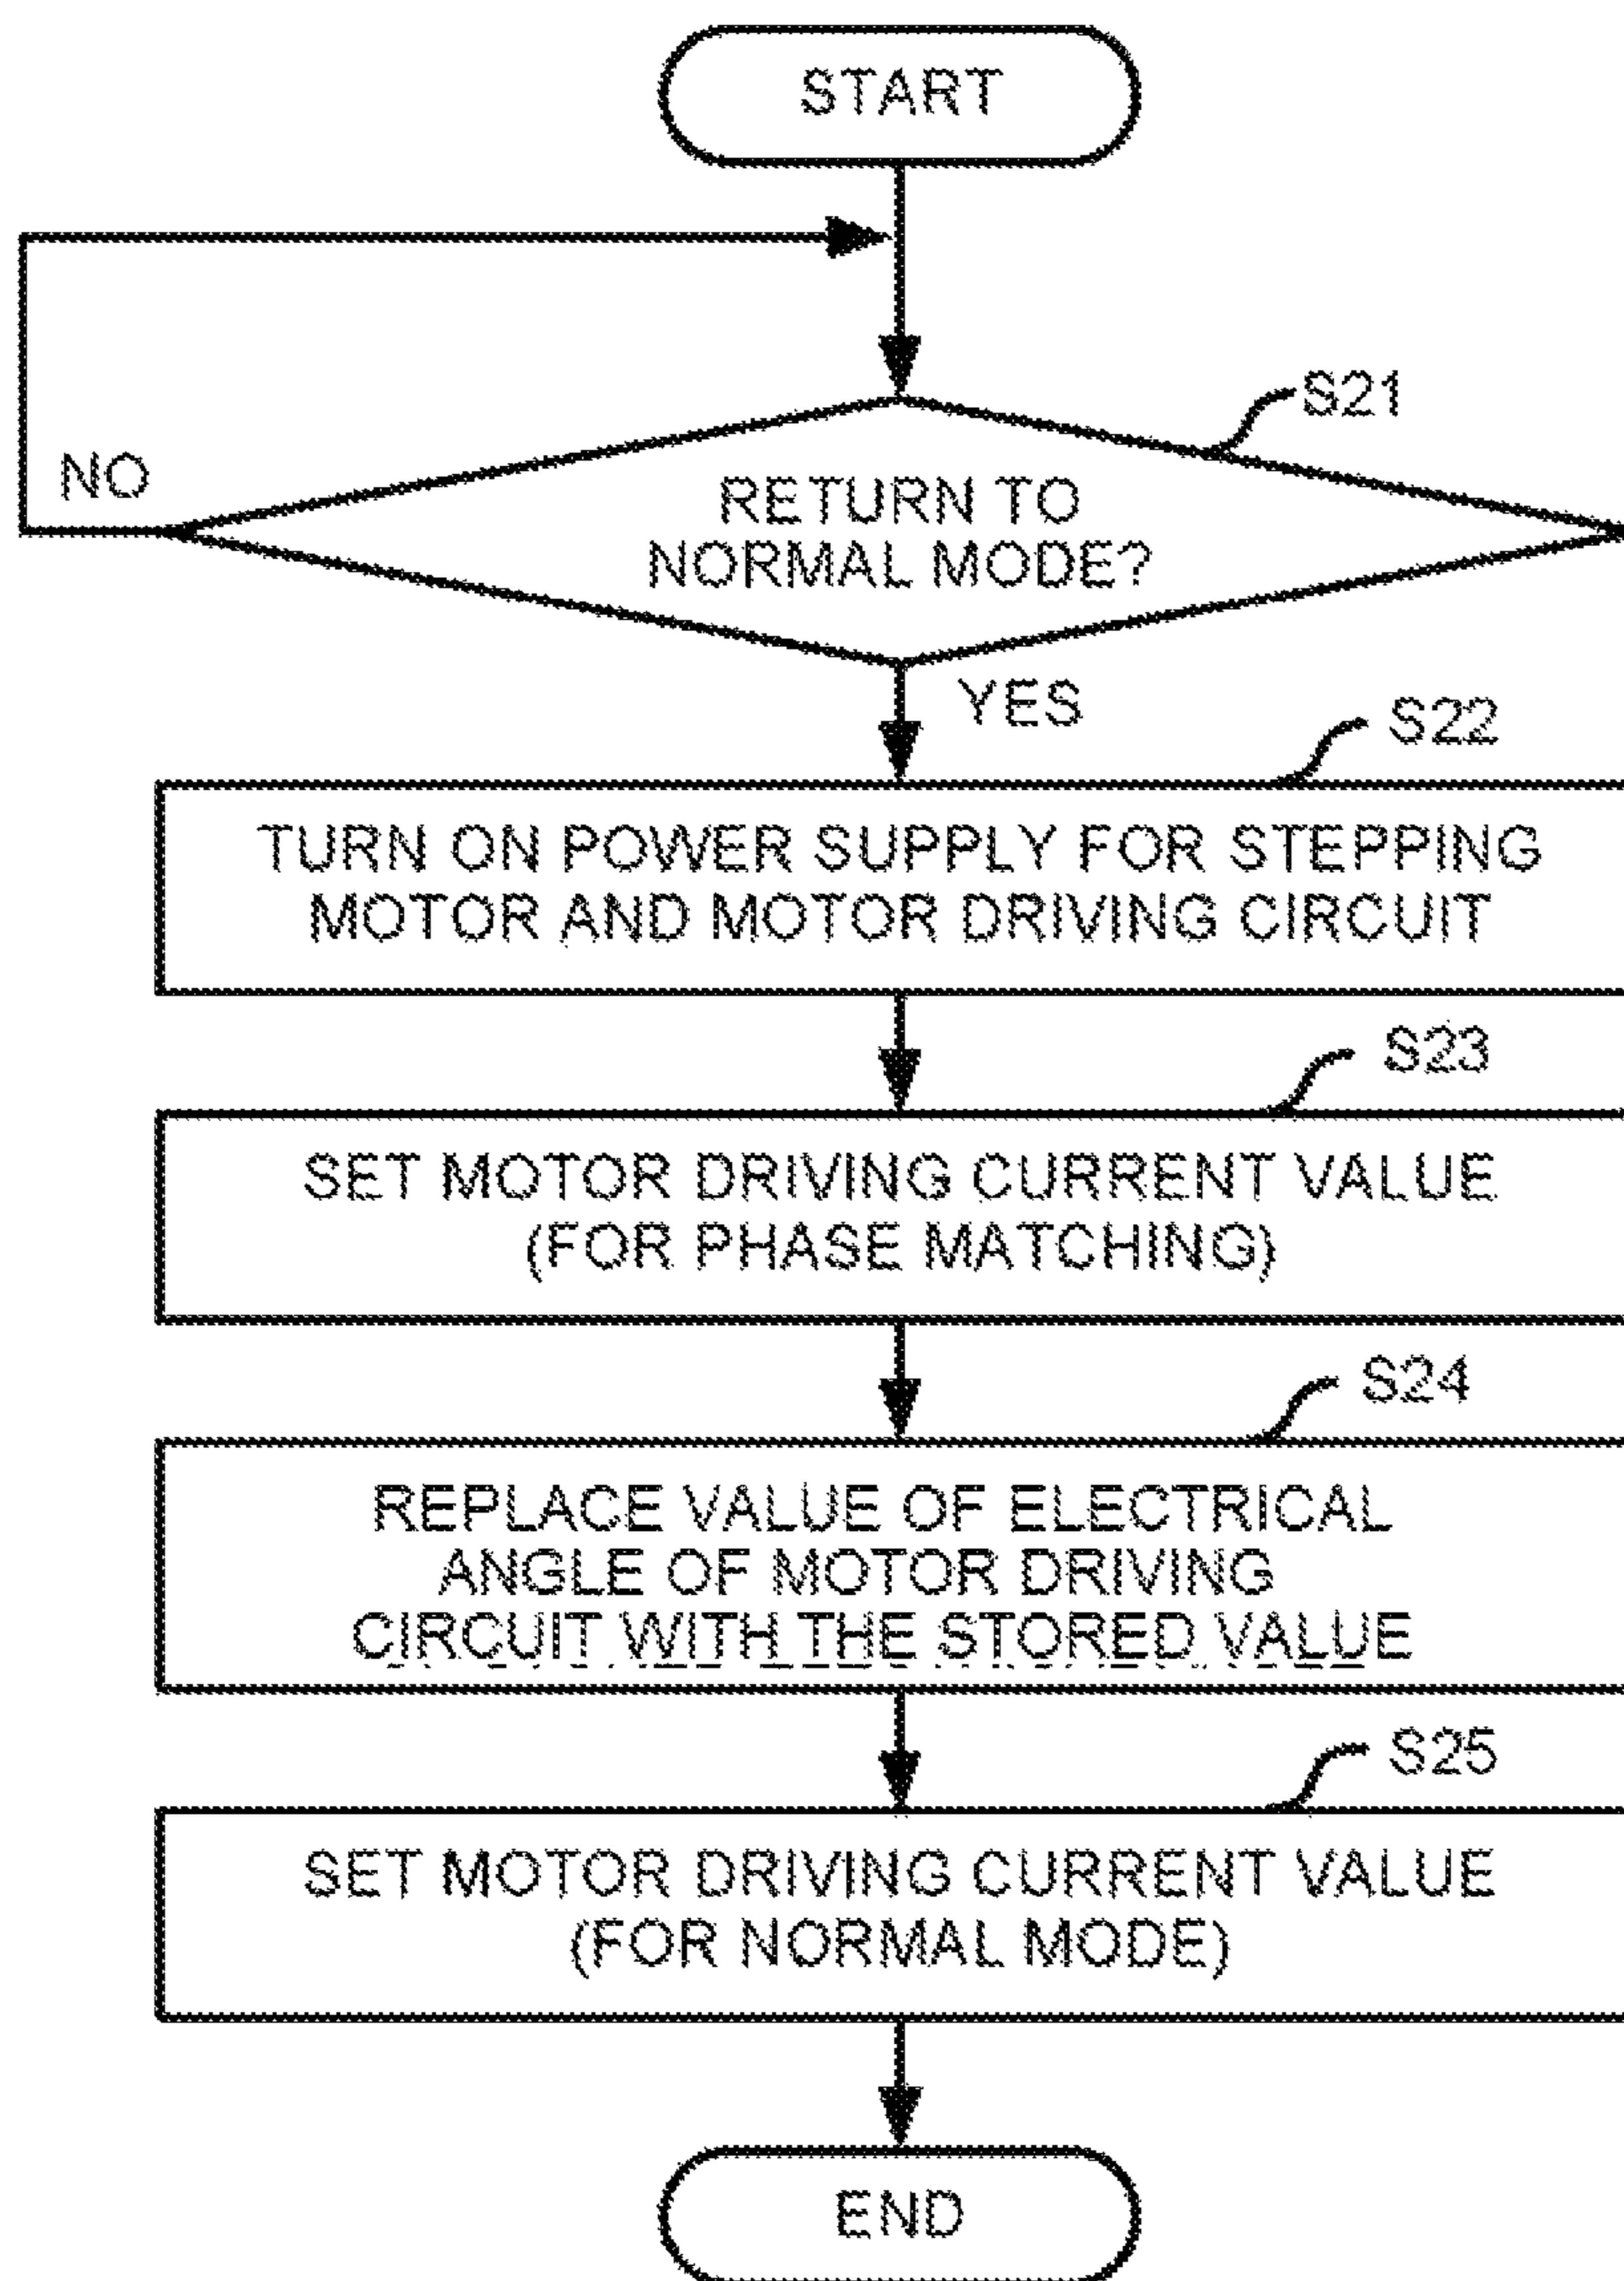 START
S21
NO
RETURN TO
NORMAL MODE?
YES
S22
TURN ON POWER SUPPLY FOR STEPPING
MOTOR AND MOTOR DRIVING CIRCUIT
S23
SET MOTOR DRIVING CURRENT VALUE
(FOR PHASE MATCHING)
S24
REPLACE VALUE OF ELECTRICAL
ANGLE OF MOTOR DRIVING
CIRCUIT WITH THE STORED VALUE
S25
SET MOTOR DRIVING CURRENT VALUE
(FOR NORMAL MODE)
END